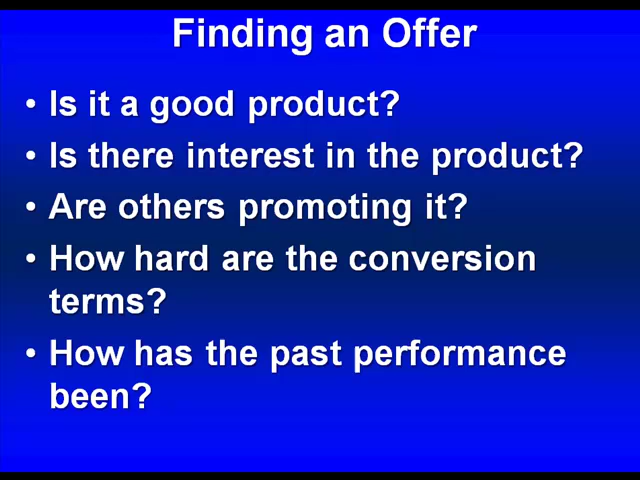 Finding an Offer
• Is it a good product?
• Is there interest in the product?
• Are others promoting it?
• How hard are the conversion
terms?
• How has the past performance
been?